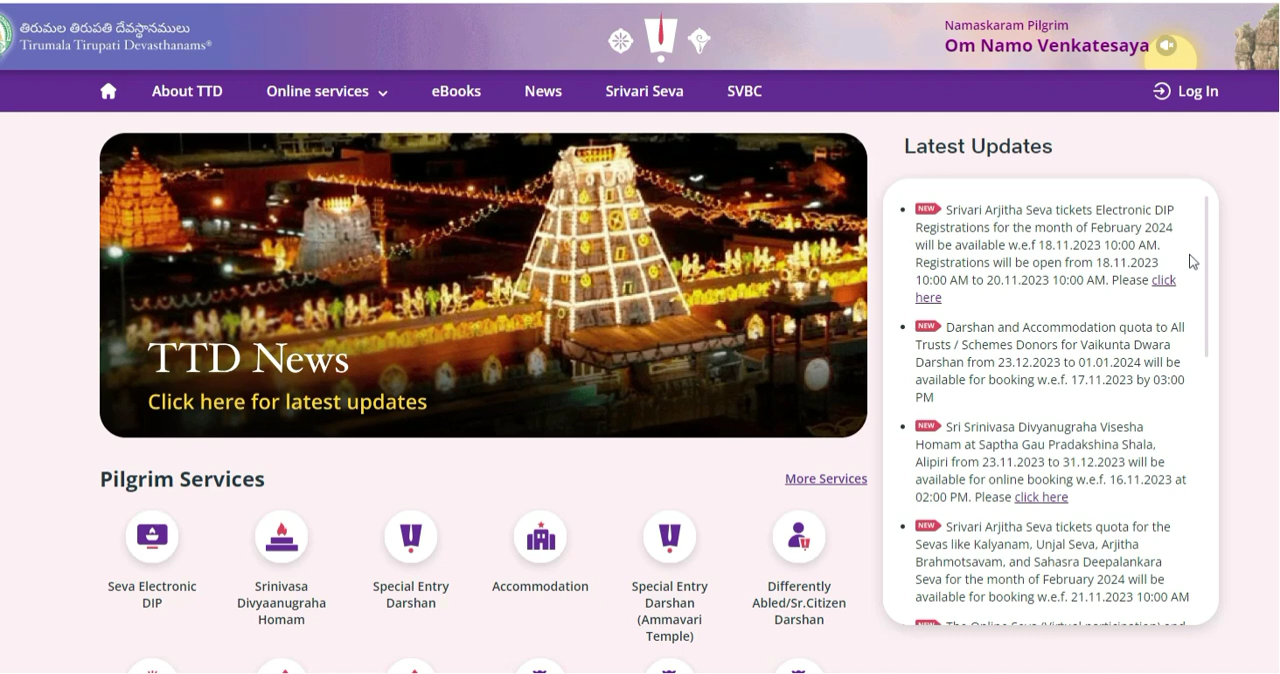 తిరుమల తిరుపతి దేవస్థానములు
Tirumala Tirupati Devasthanams®
Namaskaram Pilgrim
Om Namo Venkatesaya
About TTD
Online services
eBooks
News
Srivari Seva
SVBC
Log In
TTD News
Click here for latest updates
Latest Updates
NEW Srivari Arjitha Seva tickets Electronic DIP
Registrations for the month of February 2024
will be available w.e.f 18.11.2023 10:00 AM.
Registrations will be open from 18.11.2023
10:00 AM to 20.11.2023 10:00 AM. Please click
here
NEW Darshan and Accommodation quota to All
Trusts / Schemes Donors for Vaikunta Dwara
Darshan from 23.12.2023 to 01.01.2024 will be
available for booking w.e.f. 17.11.2023 by 03:00
PM
NEW Sri Srinivasa Divyanugraha Visesha
Homam at Saptha Gau Pradakshina Shala,
Alipiri from 23.11.2023 to 31.12.2023 will be
available for online booking w.e.f. 16.11.2023 at
02:00 PM. Please click here
NEW Srivari Arjitha Seva tickets quota for the
Sevas like Kalyanam, Unjal Seva, Arjitha
Brahmotsavam, and Sahasra Deepalankara
Seva for the month of February 2024 will be
available for booking w.e.f. 21.11.2023 10:00 AM
NEW The Online Seva (Virtual participation) and
Pilgrim Services
More Services
Seva Electronic
DIP
Srinivasa
Divyaanugraha
Homam
Special Entry
Darshan
Accommodation
Special Entry
Darshan
(Ammavari
Temple)
Differently
Abled/Sr.Citizen
Darshan